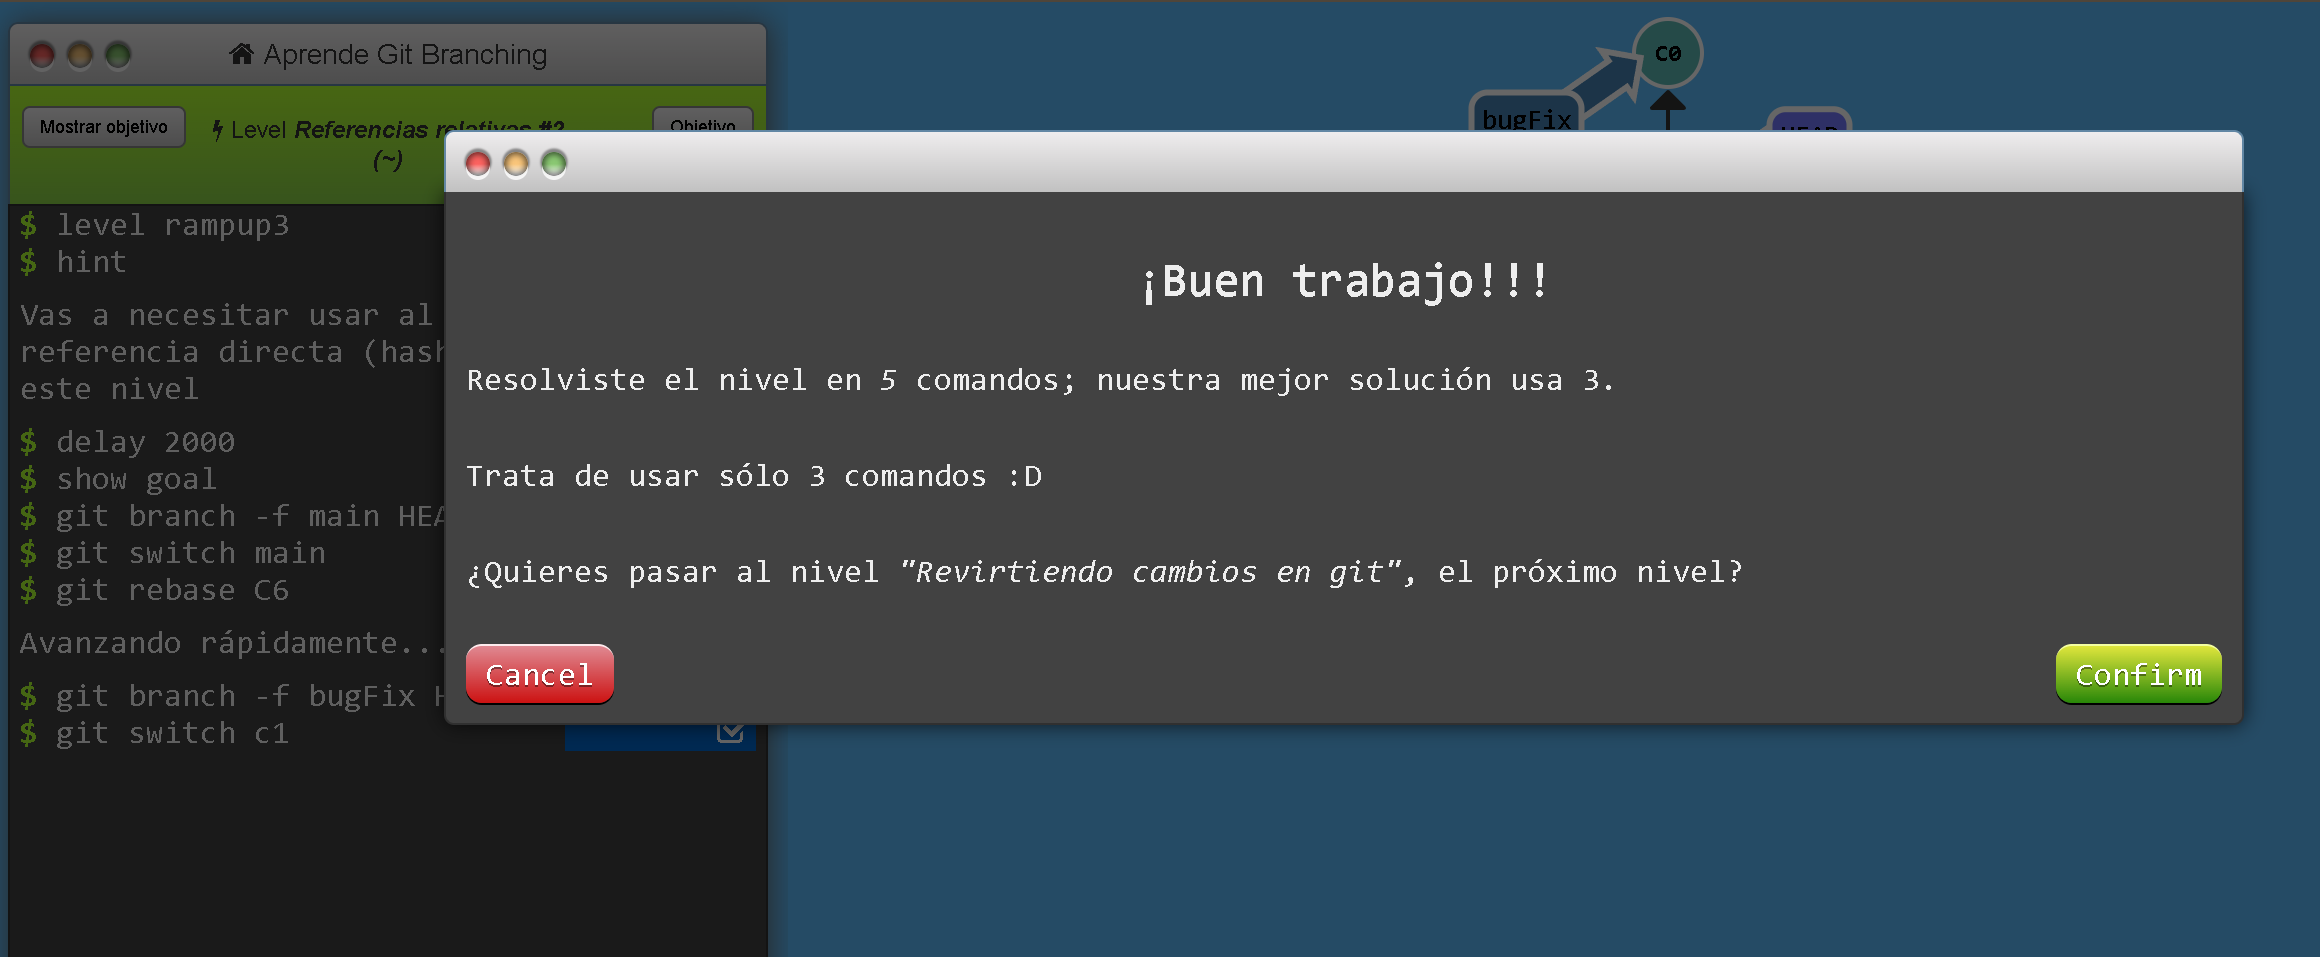 Aprende Git Branching
Mostrar objetivo
Level Referencias relativas #2
(~)
Objetivo
$ level rampup3
$ hint
Vas a necesitar usar al
referencia directa (hash
este nivel
$ delay 2000
$ show goal
$ git branch -f main HEA
$ git switch main
$ git rebase C6
Avanzando rápidamente...
$ git branch -f bugFix H
$ git switch c1
C0
bugFix
HEAD
¡Buen trabajo!!!
Resolviste el nivel en 5 comandos; nuestra mejor solución usa 3.
Trata de usar sólo 3 comandos :D
¿Quieres pasar al nivel "Revirtiendo cambios en git", el próximo nivel?
Cancel
Confirm